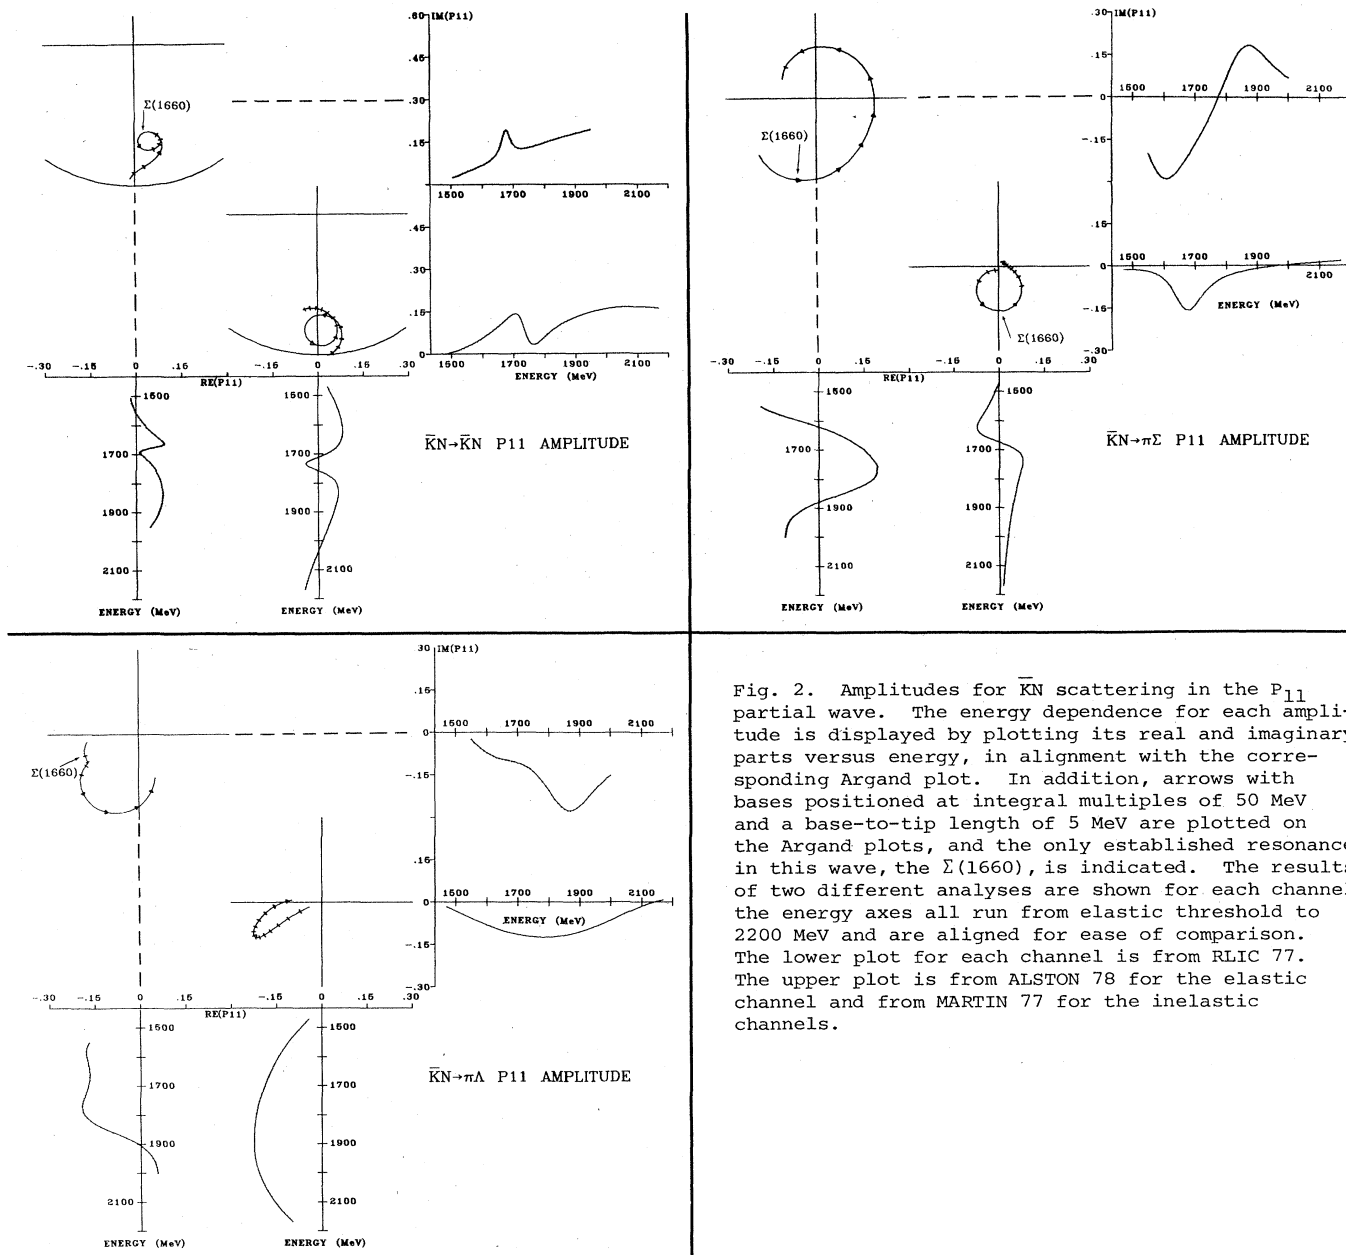 .60 IM(P11)
Σ(1660)
.45
.30
.15
1500 1700 1900 2100
.45
.30
.15
0
1500 1700 1900 2100
ENERGY (MeV)
-.30 -.15 0 .15 -.15 0 .15 .30
RE(P11)
1500
1700
1900
2100
ENERGY (MeV)
1500
1700
1900
2100
ENERGY (MeV)
K̅N→K̅N P11 AMPLITUDE
.30 IM(P11)
.15
1500 1700 1900 2100
0
-.15
Σ(1660)
.15
1500 1700 1900
0
2100
ENERGY (MeV)
-.15
Σ(1660)
-.30
-.30 -.15 0 .15 -.15 0 .15 .30
RE(P11)
1500
1700
1900
2100
ENERGY (MeV)
1500
1700
1900
2100
ENERGY (MeV)
K̅N→πΣ P11 AMPLITUDE
.30 IM(P11)
.15
1500 1700 1900 2100
0
Σ(1660)
-.15
.15
1500 1700 1900 2100
0
ENERGY (MeV)
-.15
-.30
-.30 -.15 0 .15 -.15 0 .15 .30
RE(P11)
1500
1700
1900
2100
ENERGY (MeV)
1500
1700
1900
2100
ENERGY (MeV)
K̅N→πΛ P11 AMPLITUDE
Fig. 2. Amplitudes for K̅N scattering in the P11
partial wave. The energy dependence for each ampli-
tude is displayed by plotting its real and imaginary
parts versus energy, in alignment with the corre-
sponding Argand plot. In addition, arrows with
bases positioned at integral multiples of 50 MeV
and a base-to-tip length of 5 MeV are plotted on
the Argand plots, and the only established resonance
in this wave, the Σ(1660), is indicated. The results
of two different analyses are shown for each channel
the energy axes all run from elastic threshold to
2200 MeV and are aligned for ease of comparison.
The lower plot for each channel is from RLIC 77.
The upper plot is from ALSTON 78 for the elastic
channel and from MARTIN 77 for the inelastic
channels.